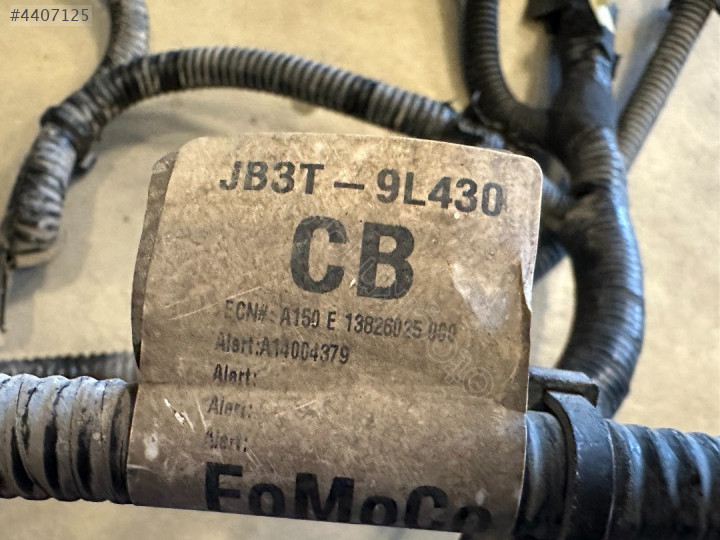 #4407125
JB3T-9L430
CB
ECN#: A150 E 13826025 000
Alert:A14004379
Alert:
Alert:
Alert:
FoMoCo